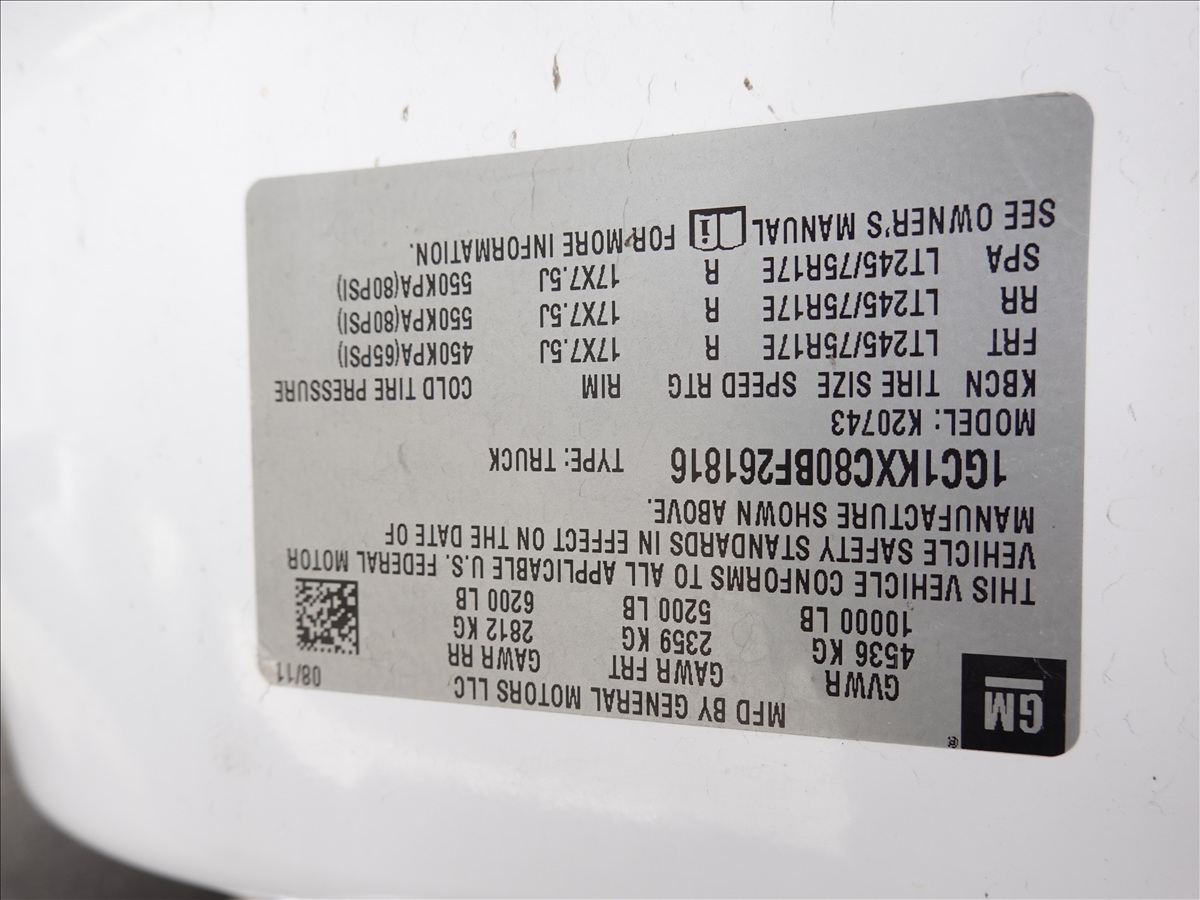 GM
®
MFD BY GENERAL MOTORS LLC
08/11
GVWR GAWR FRT GAWR RR
4536 KG 2359 KG 2812 KG
10000 LB 5200 LB 6200 LB
THIS VEHICLE CONFORMS TO ALL APPLICABLE U.S. FEDERAL MOTOR
VEHICLE SAFETY STANDARDS IN EFFECT ON THE DATE OF
MANUFACTURE SHOWN ABOVE.
1GC1KXC80BF261816 TYPE: TRUCK
MODEL: K20743
KBCN TIRE SIZE SPEED RTG RIM COLD TIRE PRESSURE
FRT LT245/75R17E R 17X7.5J 450KPA(65PSI)
RR LT245/75R17E R 17X7.5J 550KPA(80PSI)
SPA LT245/75R17E R 17X7.5J 550KPA(80PSI)
SEE OWNER'S MANUAL i FOR MORE INFORMATION.